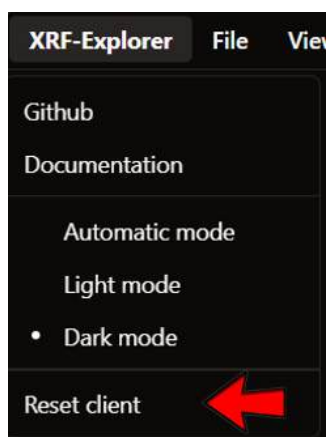 XRF-Explorer File
Github
Documentation
Automatic mode
Light mode
• Dark mode
Reset client